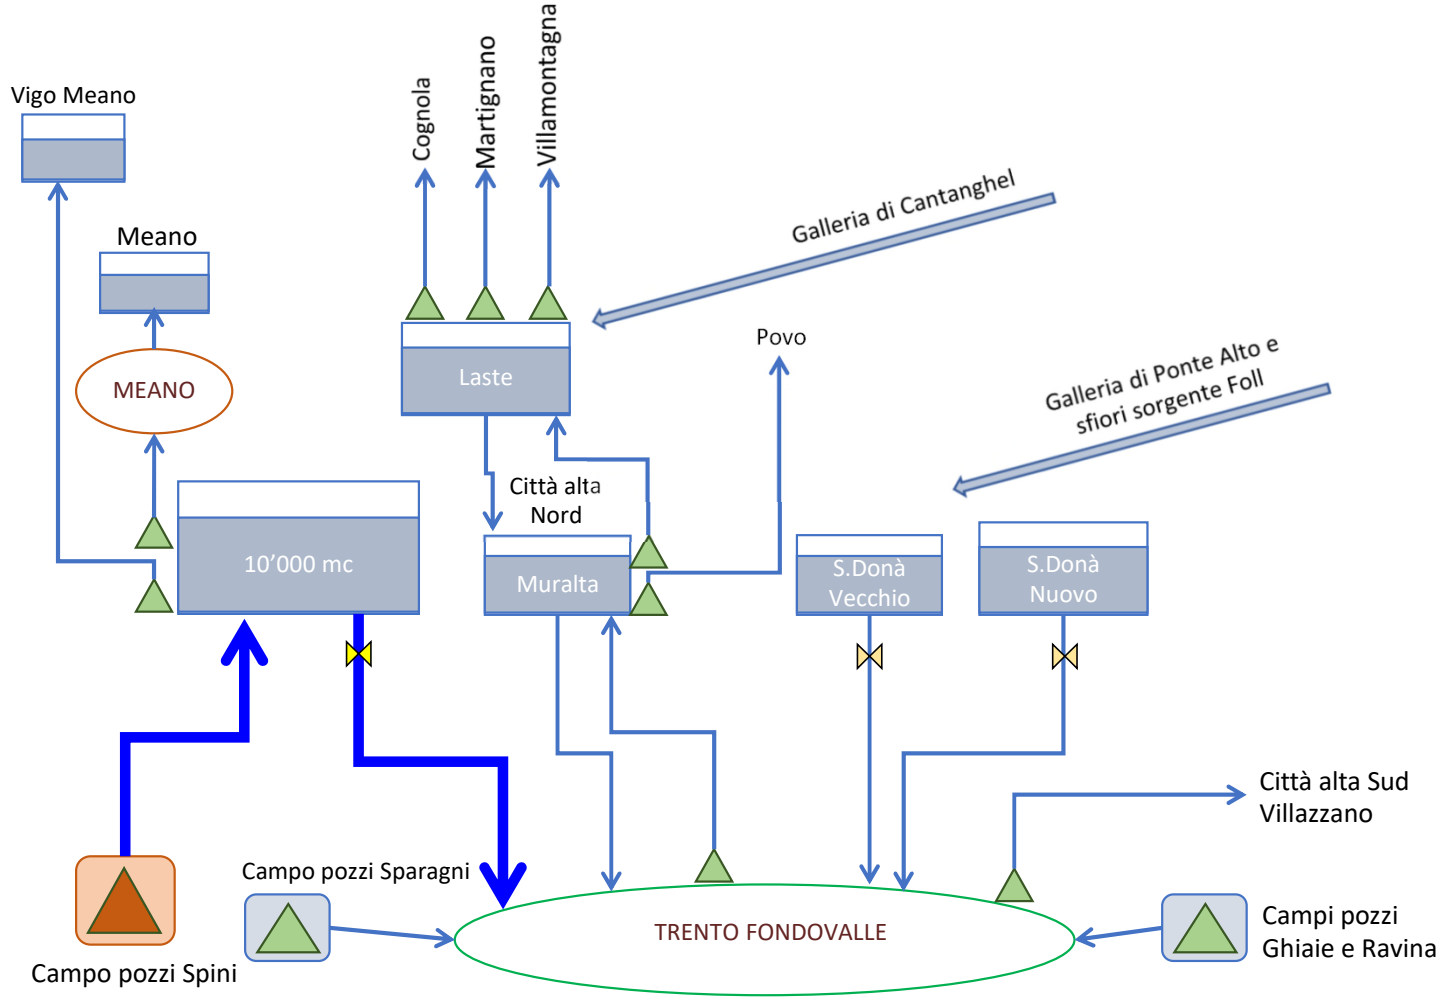 Vigo Meano
Cognola
Martignano
Villamontagna
Galleria di Cantanghel
Meano
MEANO
Laste
Povo
Galleria di Ponte Alto e
sfiori sorgente Foll
Città alta
Nord
10’000 mc
Muralta
S.Donà
Vecchio
S.Donà
Nuovo
Città alta Sud
Villazzano
Campo pozzi Sparagni
TRENTO FONDOVALLE
Campi pozzi
Ghiaie e Ravina
Campo pozzi Spini